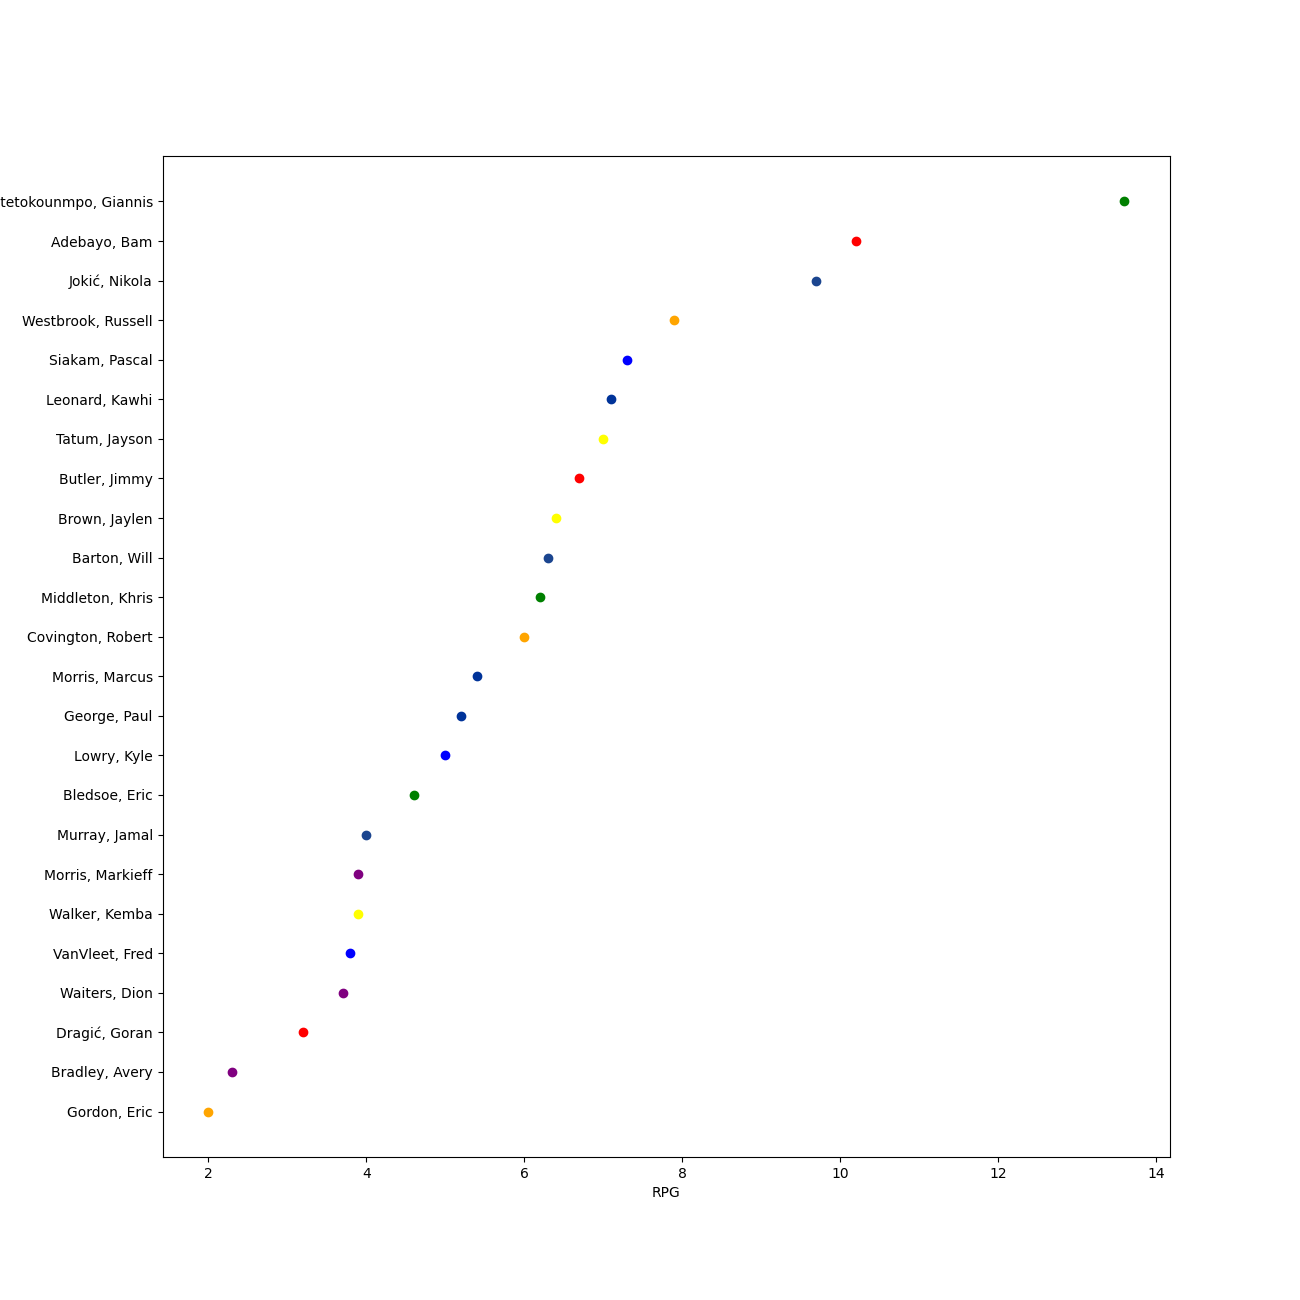 tetokounmpo, Giannis
Adebayo, Bam
Jokić, Nikola
Westbrook, Russell
Siakam, Pascal
Leonard, Kawhi
Tatum, Jayson
Butler, Jimmy
Brown, Jaylen
Barton, Will
Middleton, Khris
Covington, Robert
Morris, Marcus
George, Paul
Lowry, Kyle
Bledsoe, Eric
Murray, Jamal
Morris, Markieff
Walker, Kemba
VanVleet, Fred
Waiters, Dion
Dragić, Goran
Bradley, Avery
Gordon, Eric
2 4 6 8 10 12 14
RPG